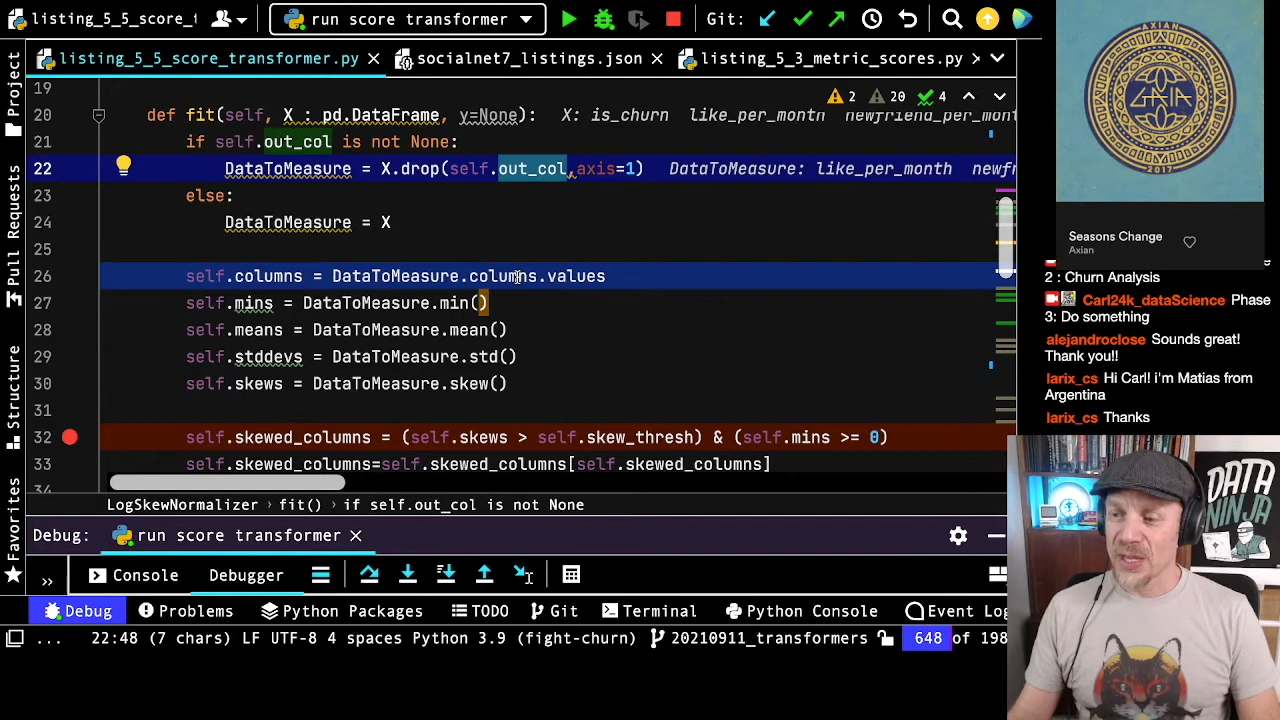 listing_5_5_score_t
run score transformer
Git:
listing_5_5_score_transformer.py
socialnet7_listings.json
listing_5_3_metric_scores.py
Project
Pull Requests
Structure
Favorites
2 20 4
19
20 def fit(self, X : pd.DataFrame, y=None): X: is_churn like_per_month newfriend_per_mont
21 if self.out_col is not None:
22 DataToMeasure = X.drop(self.out_col,axis=1) DataToMeasure: like_per_month newfr
23 else:
24 DataToMeasure = X
25
26 self.columns = DataToMeasure.columns.values
27 self.mins = DataToMeasure.min()
28 self.means = DataToMeasure.mean()
29 self.stddevs = DataToMeasure.std()
30 self.skews = DataToMeasure.skew()
31
32 self.skewed_columns = (self.skews > self.skew_thresh) & (self.mins >= 0)
33 self.skewed_columns=self.skewed_columns[self.skewed_columns]
34
LogSkewNormalizer fit() if self.out_col is not None
Debug: run score transformer
Console Debugger
Debug Problems Python Packages TODO Git Terminal Python Console Event Log
... 22:48 (7 chars) LF UTF-8 4 spaces Python 3.9 (fight-churn) 20210911_transformers 648 of 198
AXIAN
2017
Seasons Change
Axian
2 : Churn Analysis
Carl24k_dataScience Phase
3: Do something
alejandroclose Sounds great!
Thank you!!
larix_cs Hi Carl! i'm Matias from
Argentina
larix_cs Thanks
DATA
NINJA